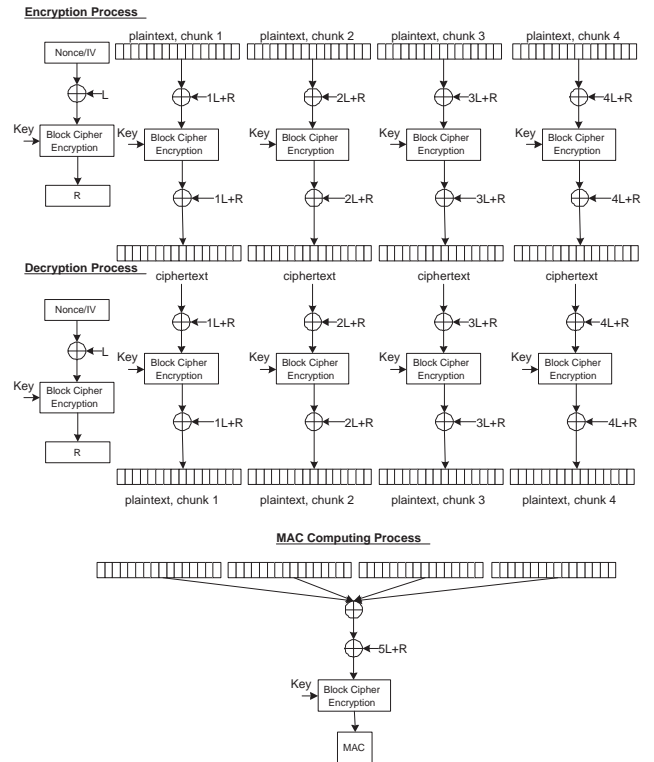 Encryption Process
plaintext, chunk 1 plaintext, chunk 2 plaintext, chunk 3 plaintext, chunk 4
Nonce/IV
L 1L+R 2L+R 3L+R 4L+R
Key Block Cipher Encryption Key Block Cipher Encryption Key Block Cipher Encryption Key Block Cipher Encryption Key Block Cipher Encryption
R 1L+R 2L+R 3L+R 4L+R
Decryption Process
ciphertext ciphertext ciphertext ciphertext
Nonce/IV
L 1L+R 2L+R 3L+R 4L+R
Key Block Cipher Encryption Key Block Cipher Encryption Key Block Cipher Encryption Key Block Cipher Encryption Key Block Cipher Encryption
R 1L+R 2L+R 3L+R 4L+R
plaintext, chunk 1 plaintext, chunk 2 plaintext, chunk 3 plaintext, chunk 4
MAC Computing Process
5L+R
Key Block Cipher Encryption
MAC